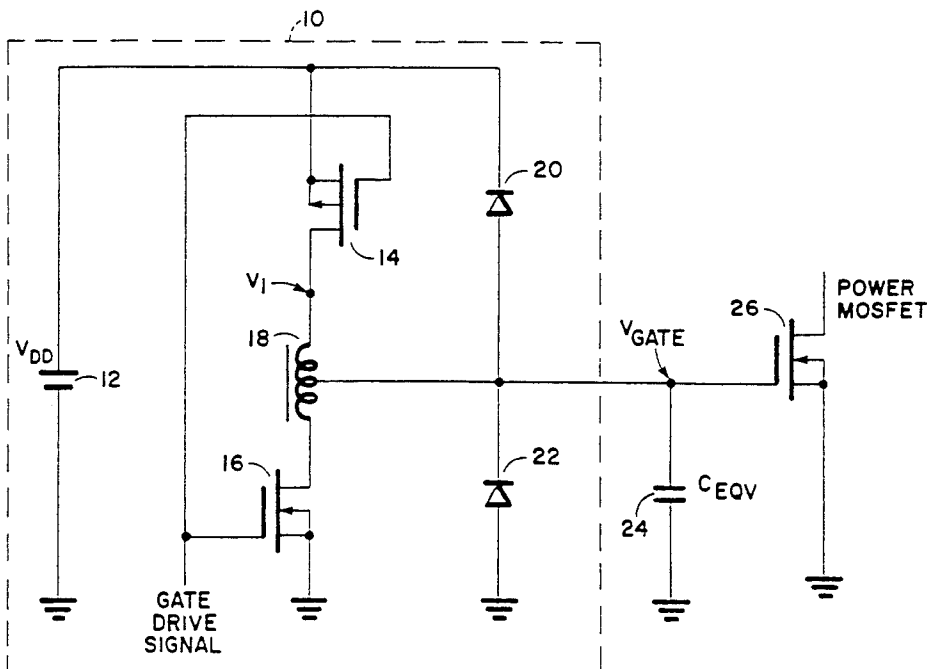 10
20
14
V1
POWER
MOSFET
26
18
VGATE
VDD
12
16
22
CEQV
24
GATE
DRIVE
SIGNAL